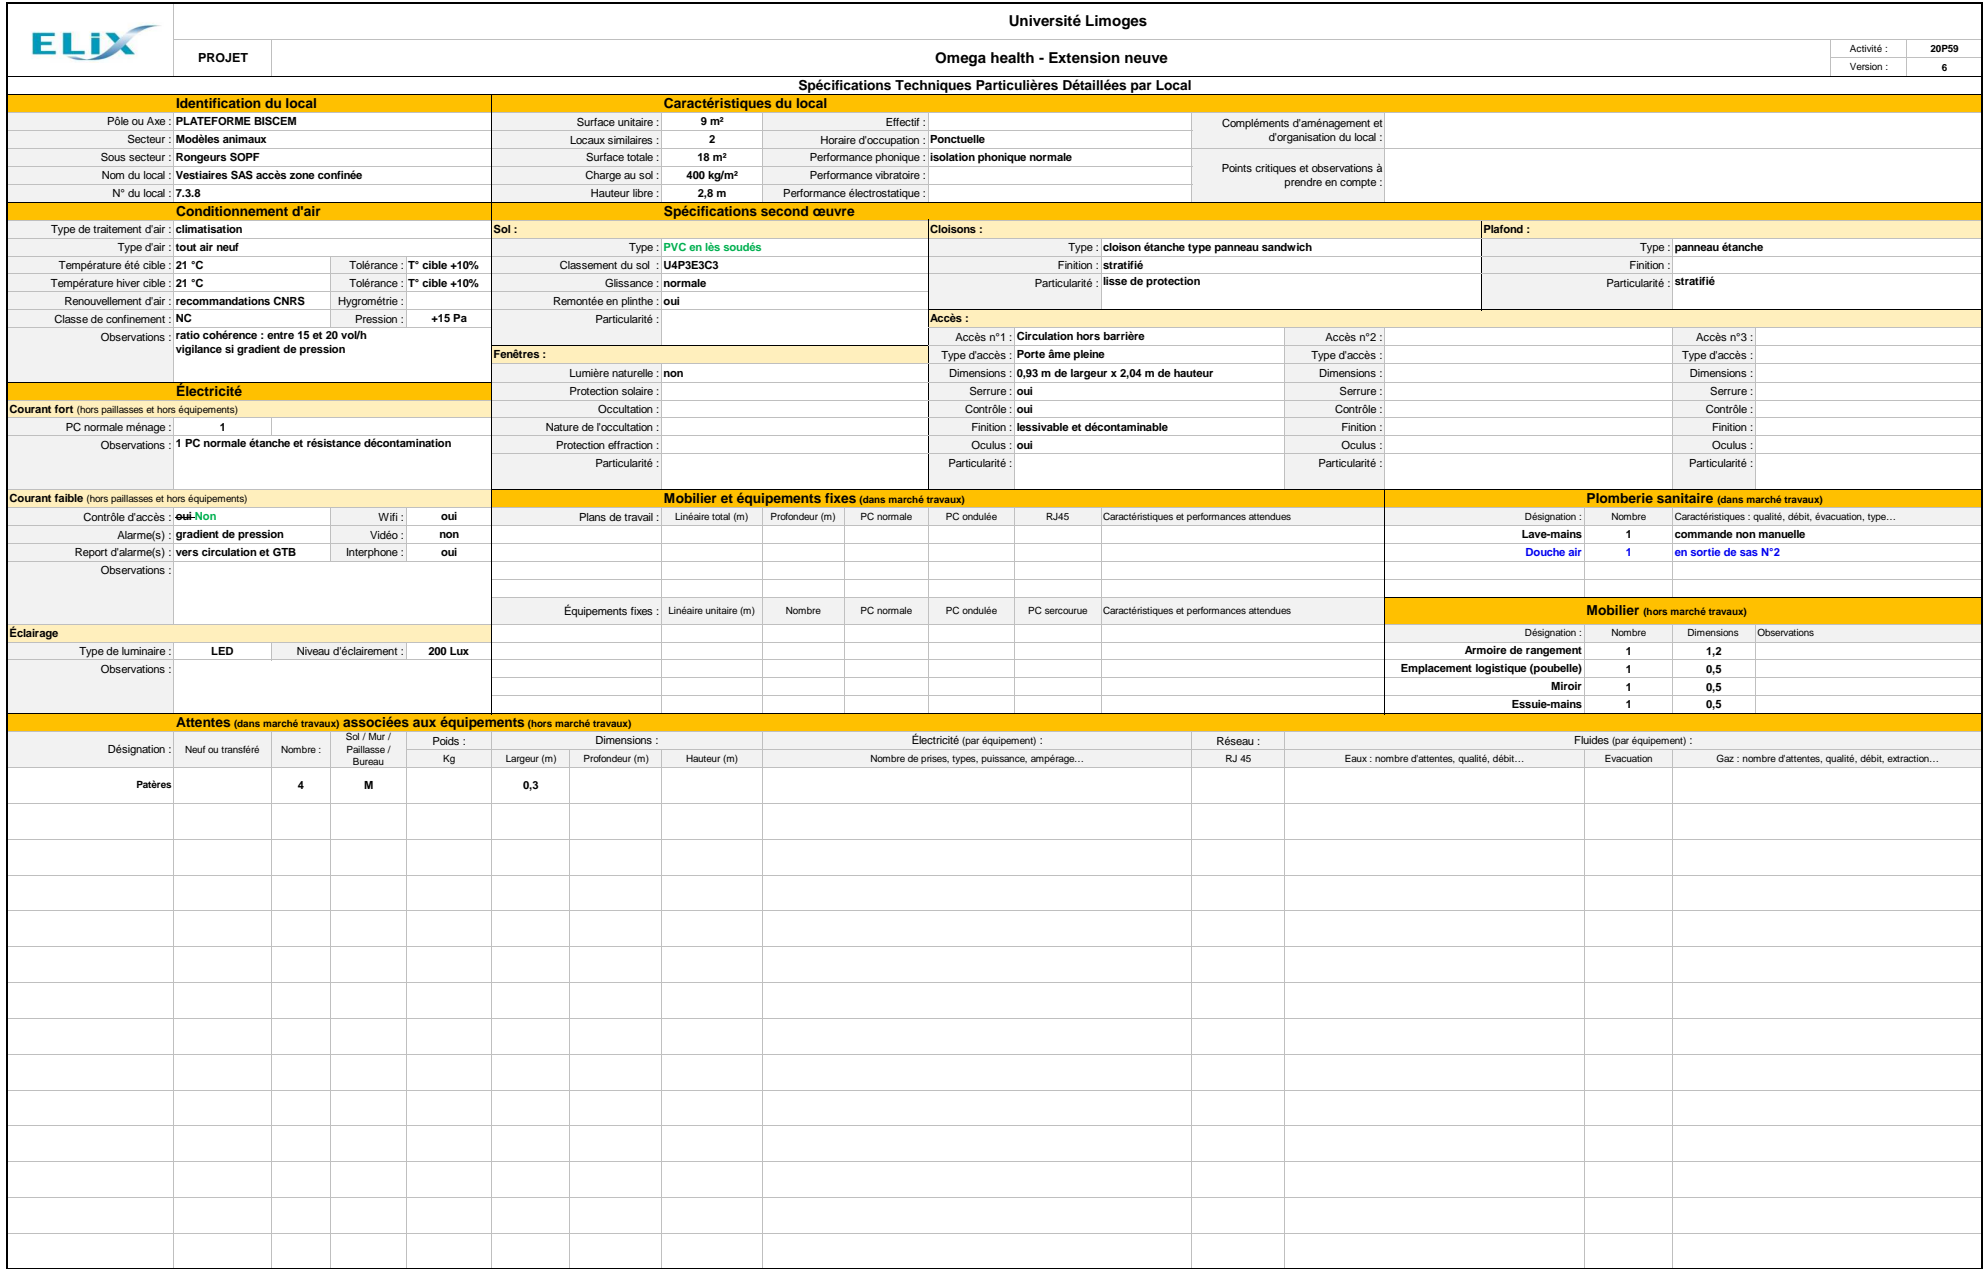 ELiX
Université Limoges
PROJET
Omega health - Extension neuve
Activité : 20P59
Version : 6
Spécifications Techniques Particulières Détaillées par Local
Identification du local
Caractéristiques du local
Pôle ou Axe : PLATEFORME BISCEM
Secteur : Modèles animaux
Sous secteur : Rongeurs SOPF
Nom du local : Vestiaires SAS accès zone confinée
N° du local : 7.3.8
Surface unitaire : 9 m²
Locaux similaires : 2
Surface totale : 18 m²
Charge au sol : 400 kg/m²
Hauteur libre : 2,8 m
Effectif :
Horaire d'occupation : Ponctuelle
Performance phonique : isolation phonique normale
Performance vibratoire :
Performance électrostatique :
Compléments d'aménagement et
d'organisation du local :
Points critiques et observations à
prendre en compte :
Conditionnement d'air
Type de traitement d'air : climatisation
Type d'air : tout air neuf
Température été cible : 21 °C Tolérance : T° cible +10%
Température hiver cible : 21 °C Tolérance : T° cible +10%
Renouvellement d'air : recommandations CNRS Hygrométrie :
Classe de confinement : NC Pression : +15 Pa
Observations : ratio cohérence : entre 15 et 20 vol/h
vigilance si gradient de pression
Spécifications second œuvre
Sol :
Type : PVC en lès soudés
Classement du sol : U4P3E3C3
Glissance : normale
Remontée en plinthe : oui
Particularité :
Cloisons :
Type : cloison étanche type panneau sandwich
Finition : stratifié
Particularité : lisse de protection
Plafond :
Type : panneau étanche
Finition :
Particularité : stratifié
Fenêtres :
Lumière naturelle : non
Protection solaire :
Occultation :
Nature de l'occultation :
Protection effraction :
Particularité :
Accès :
Accès n°1 : Circulation hors barrière
Type d'accès : Porte âme pleine
Dimensions : 0,93 m de largeur x 2,04 m de hauteur
Serrure : oui
Contrôle : oui
Finition : lessivable et décontaminable
Oculus : oui
Particularité :
Accès n°2 :
Type d'accès :
Dimensions :
Serrure :
Contrôle :
Finition :
Oculus :
Particularité :
Accès n°3 :
Type d'accès :
Dimensions :
Serrure :
Contrôle :
Finition :
Oculus :
Particularité :
Électricité
Courant fort (hors paillasses et hors équipements)
PC normale ménage : 1
Observations : 1 PC normale étanche et résistance décontamination
Courant faible (hors paillasses et hors équipements)
Contrôle d'accès : oui Non Wifi : oui
Alarme(s) : gradient de pression Vidéo : non
Report d'alarme(s) : vers circulation et GTB Interphone : oui
Observations :
Éclairage
Type de luminaire : LED Niveau d'éclairement : 200 Lux
Observations :
Mobilier et équipements fixes (dans marché travaux)
Plans de travail : Linéaire total (m) Profondeur (m) PC normale PC ondulée RJ45 Caractéristiques et performances attendues
Équipements fixes : Linéaire unitaire (m) Nombre PC normale PC ondulée PC sercourue Caractéristiques et performances attendues
Plomberie sanitaire (dans marché travaux)
Désignation : Nombre Caractéristiques : qualité, débit, évacuation, type…
Lave-mains 1 commande non manuelle
Douche air 1 en sortie de sas N°2
Mobilier (hors marché travaux)
Désignation : Nombre Dimensions Observations
Armoire de rangement 1 1,2
Emplacement logistique (poubelle) 1 0,5
Miroir 1 0,5
Essuie-mains 1 0,5
Attentes (dans marché travaux) associées aux équipements (hors marché travaux)
Désignation : Neuf ou transféré Nombre : Sol / Mur /
Paillasse /
Bureau
Poids : Dimensions : Électricité (par équipement) : Réseau : Fluides (par équipement) :
Kg Largeur (m) Profondeur (m) Hauteur (m) Nombre de prises, types, puissance, ampérage… RJ 45 Eaux : nombre d'attentes, qualité, débit… Evacuation Gaz : nombre d'attentes, qualité, débit, extraction…
Patères 4 M 0,3